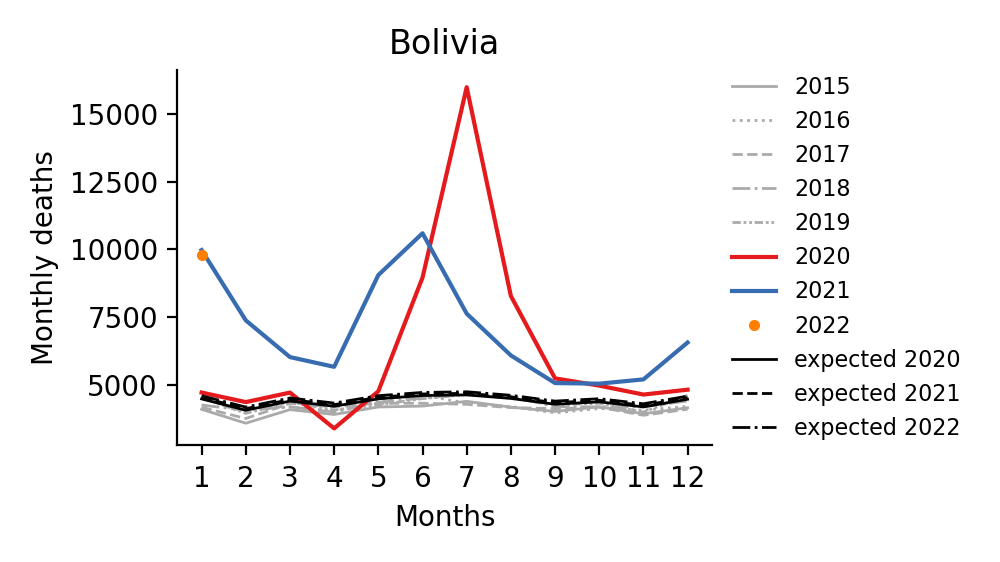 Bolivia
Monthly deaths
15000
12500
10000
7500
5000
1 2 3 4 5 6 7 8 9 10 11 12
Months
2015
2016
2017
2018
2019
2020
2021
2022
expected 2020
expected 2021
expected 2022